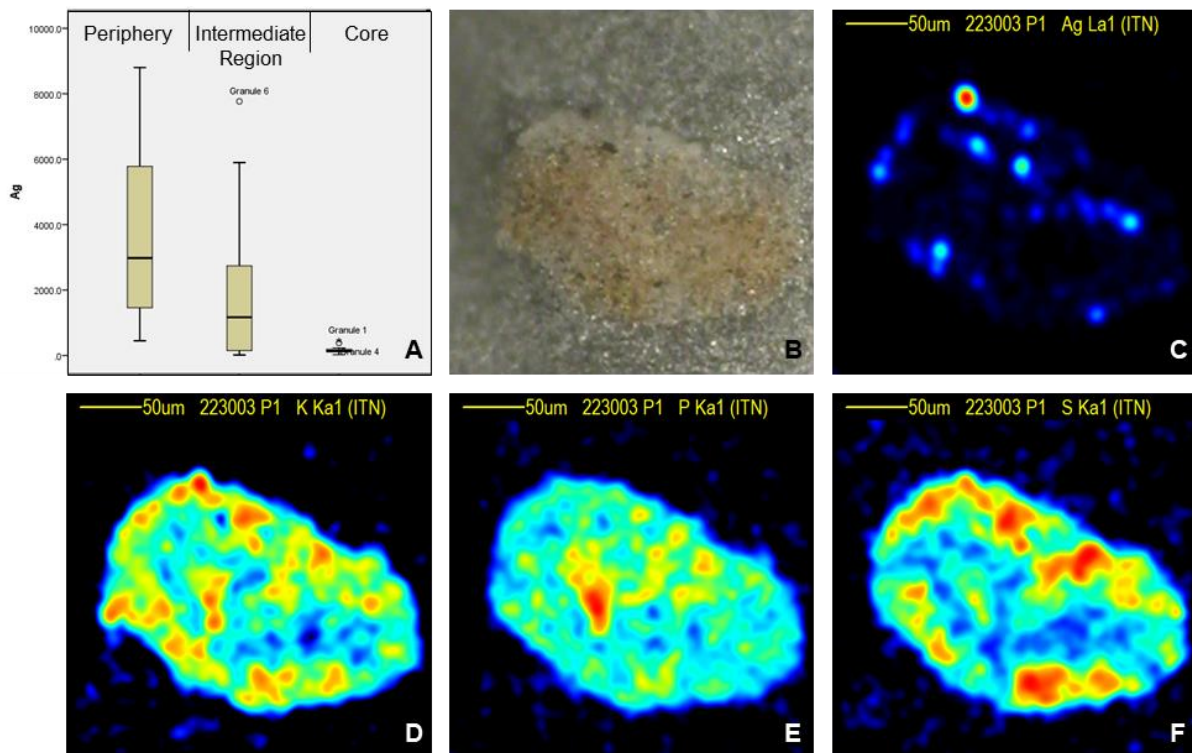 Periphery
Intermediate
Region
Core
10000.0
8000.0
6000.0
4000.0
2000.0
.0
Ag
Granule 6
Granule 1
Granule 4
A
B
50um 223003 P1 Ag La1 (ITN)
C
50um 223003 P1 K Ka1 (ITN)
D
50um 223003 P1 P Ka1 (ITN)
E
50um 223003 P1 S Ka1 (ITN)
F